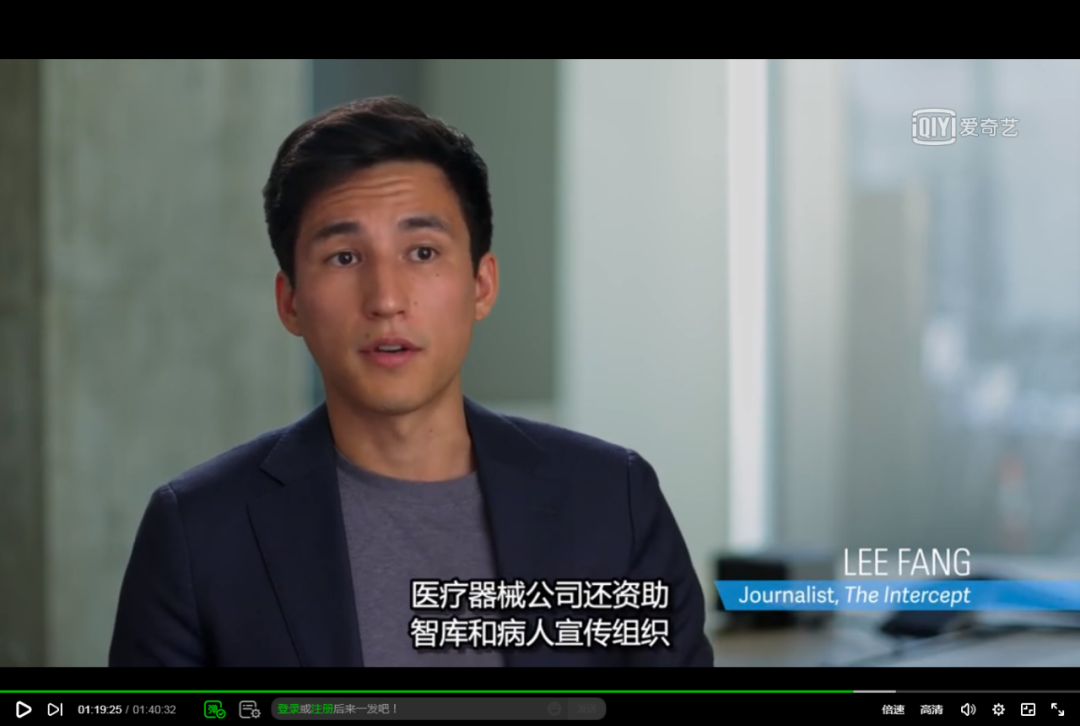 iQIYI 爱奇艺
LEE FANG
Journalist, The Intercept
医疗器械公司还资助
智库和病人宣传组织
01:19:25 / 01:40:32
弹
登录或注册后来一发吧！
倍速
高清